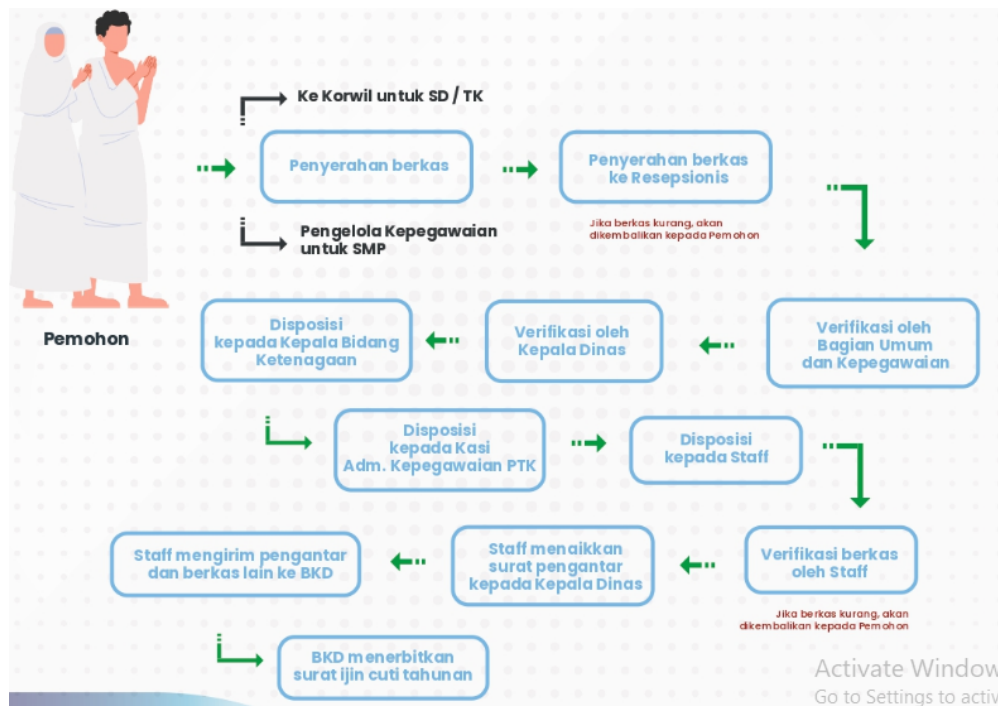 Ke Korwil untuk SD / TK
Penyerahan berkas
Penyerahan berkas
ke Resepsionis
Jika berkas kurang, akan
dikembalikan kepada Pemohon
Pengelola Kepegawaian
untuk SMP
Pemohon
Disposisi
kepada Kepala Bidang
Ketenagaan
Verifikasi oleh
Kepala Dinas
Verifikasi oleh
Bagian Umum
dan Kepegawaian
Disposisi
kepada Kasi
Adm. Kepegawaian PTK
Disposisi
kepada Staff
Staff mengirim pengantar
dan berkas lain ke BKD
Staff menaikkan
surat pengantar
kepada Kepala Dinas
Verifikasi berkas
oleh Staff
Jika berkas kurang, akan
dikembalikan kepada Pemohon
BKD menerbitkan
surat ijin cuti tahunan
Activate Window
Go to Settings to activ